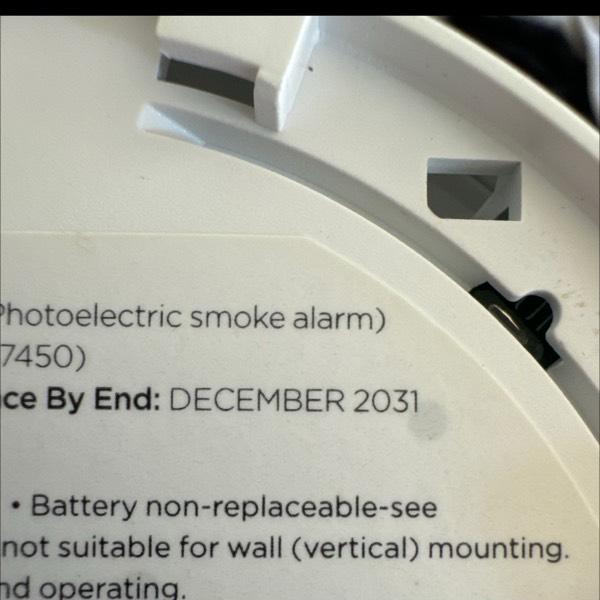 Photoelectric smoke alarm)
7450)
ce By End: DECEMBER 2031
• Battery non-replaceable-see
not suitable for wall (vertical) mounting.
nd operating.